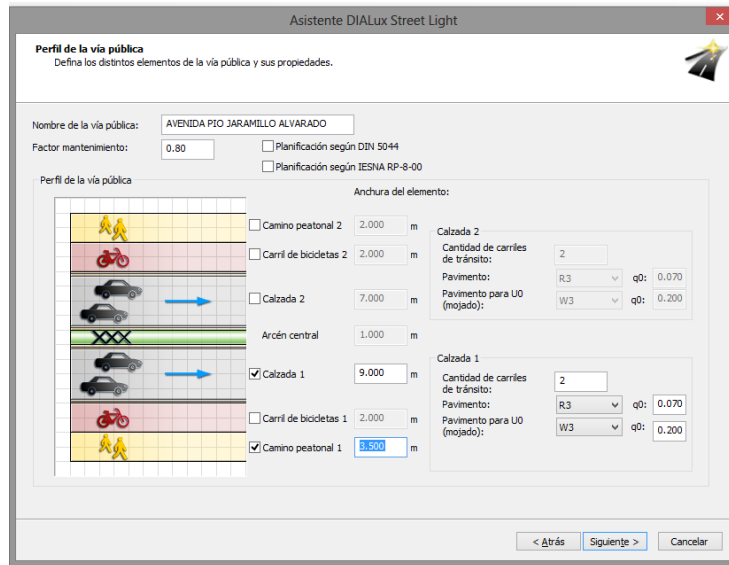 Asistente DIALux Street Light
Perfil de la vía pública
Defina los distintos elementos de la vía pública y sus propiedades.
Nombre de la vía pública: AVENIDA PIO JARAMILLO ALVARADO
Factor mantenimiento: 0.80 Planificación según DIN 5044
Planificación según IESNA RP-8-00
Perfil de la vía pública
Anchura del elemento:
Camino peatonal 2 2.000 m
Carril de bicicletas 2 2.000 m
Calzada 2 7.000 m
Arcén central 1.000 m
Calzada 1 9.000 m
Carril de bicicletas 1 2.000 m
Camino peatonal 1 3.500 m
Calzada 2
Cantidad de carriles
de tránsito: 2
Pavimento: R3 q0: 0.070
Pavimento para U0
(mojado): W3 q0: 0.200
Calzada 1
Cantidad de carriles
de tránsito: 2
Pavimento: R3 q0: 0.070
Pavimento para U0
(mojado): W3 q0: 0.200
< Atrás Siguiente > Cancelar